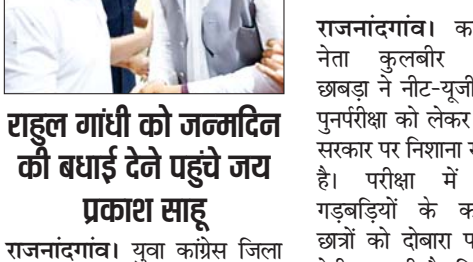 राहुल गांधी को जन्मदिन
की बधाई देने पहुंचे जय
प्रकाश साहू
राजनांदगांव। युवा कांग्रेस जिला
राजनांदगांव।
नेता कुलबीर
छाबड़ा ने नीट-यूजी
पुनर्परीक्षा को लेकर
सरकार पर निशाना
है। परीक्षा में
गड़बड़ियों के
छात्रों को दोबारा